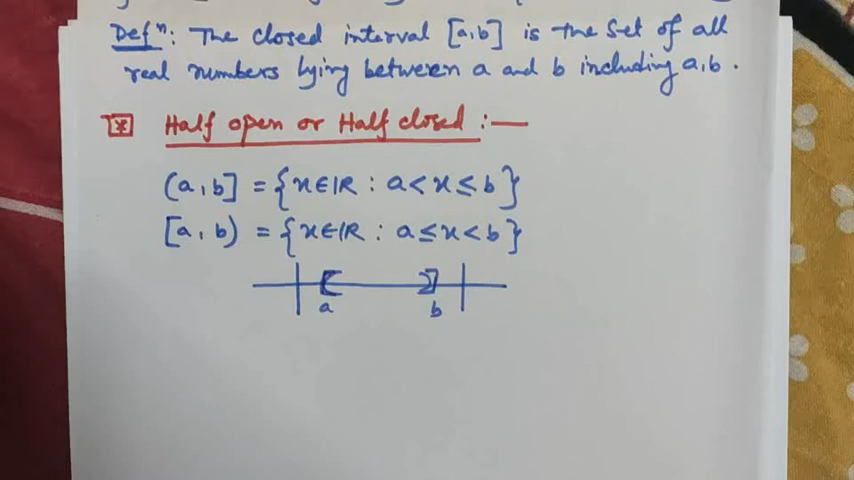 Defⁿ: The closed interval [a,b] is the set of all
real numbers lying between a and b including a,b.
* Half open or Half closed :—
(a,b] = {x∈ℝ : a<x≤b}
[a,b) = {x∈ℝ : a≤x<b}
a b